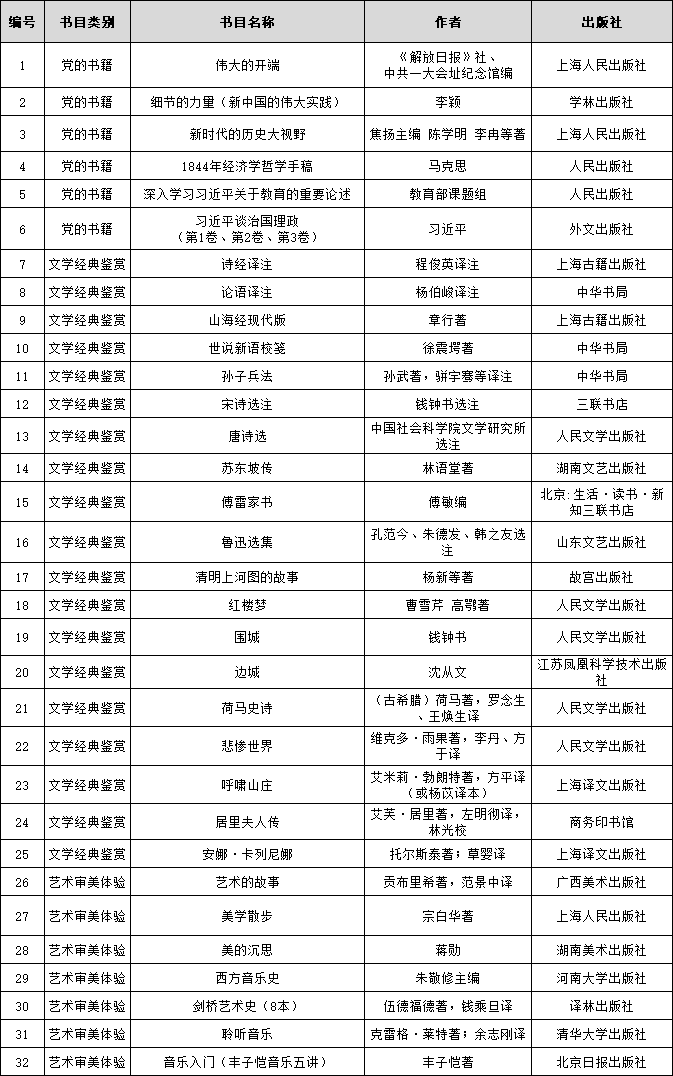 编号 书目类别 书目名称 作者 出版社
1 党的书籍 伟大的开端 《解放日报》社、
中共一大会址纪念馆编 上海人民出版社
2 党的书籍 细节的力量（新中国的伟大实践） 李颖 学林出版社
3 党的书籍 新时代的历史大视野 焦扬主编 陈学明 李冉等著 上海人民出版社
4 党的书籍 1844年经济学哲学手稿 马克思 人民出版社
5 党的书籍 深入学习习近平关于教育的重要论述 教育部课题组 人民出版社
6 党的书籍 习近平谈治国理政
（第1卷、第2卷、第3卷） 习近平 外文出版社
7 文学经典鉴赏 诗经译注 程俊英译注 上海古籍出版社
8 文学经典鉴赏 论语译注 杨伯峻译注 中华书局
9 文学经典鉴赏 山海经现代版 章行著 上海古籍出版社
10 文学经典鉴赏 世说新语校笺 徐震堮著 中华书局
11 文学经典鉴赏 孙子兵法 孙武著，骈宇骞等译注 中华书局
12 文学经典鉴赏 宋诗选注 钱钟书选注 三联书店
13 文学经典鉴赏 唐诗选 中国社会科学院文学研究所
选注 人民文学出版社
14 文学经典鉴赏 苏东坡传 林语堂著 湖南文艺出版社
15 文学经典鉴赏 傅雷家书 傅敏编 北京:生活·读书·新
知三联书店
16 文学经典鉴赏 鲁迅选集 孔范今、朱德发、韩之友选
注 山东文艺出版社
17 文学经典鉴赏 清明上河图的故事 杨新等著 故宫出版社
18 文学经典鉴赏 红楼梦 曹雪芹 高鹗著 人民文学出版社
19 文学经典鉴赏 围城 钱钟书 人民文学出版社
20 文学经典鉴赏 边城 沈从文 江苏凤凰科学技术出版
社
21 文学经典鉴赏 荷马史诗 （古希腊）荷马著，罗念生
、王焕生译 人民文学出版社
22 文学经典鉴赏 悲惨世界 维克多·雨果著，李丹、方
于译 人民文学出版社
23 文学经典鉴赏 呼啸山庄 艾米莉·勃朗特著，方平译
（或杨苡译本） 上海译文出版社
24 文学经典鉴赏 居里夫人传 艾芙·居里著，左明彻译，
林光校 商务印书馆
25 文学经典鉴赏 安娜·卡列尼娜 托尔斯泰著；草婴译 上海译文出版社
26 艺术审美体验 艺术的故事 贡布里希著，范景中译 广西美术出版社
27 艺术审美体验 美学散步 宗白华著 上海人民出版社
28 艺术审美体验 美的沉思 蒋勋 湖南美术出版社
29 艺术审美体验 西方音乐史 朱敬修主编 河南大学出版社
30 艺术审美体验 剑桥艺术史（8本） 伍德福德著，钱乘旦译 译林出版社
31 艺术审美体验 聆听音乐 克雷格·莱特著；余志刚译 清华大学出版社
32 艺术审美体验 音乐入门（丰子恺音乐五讲） 丰子恺著 北京日报出版社